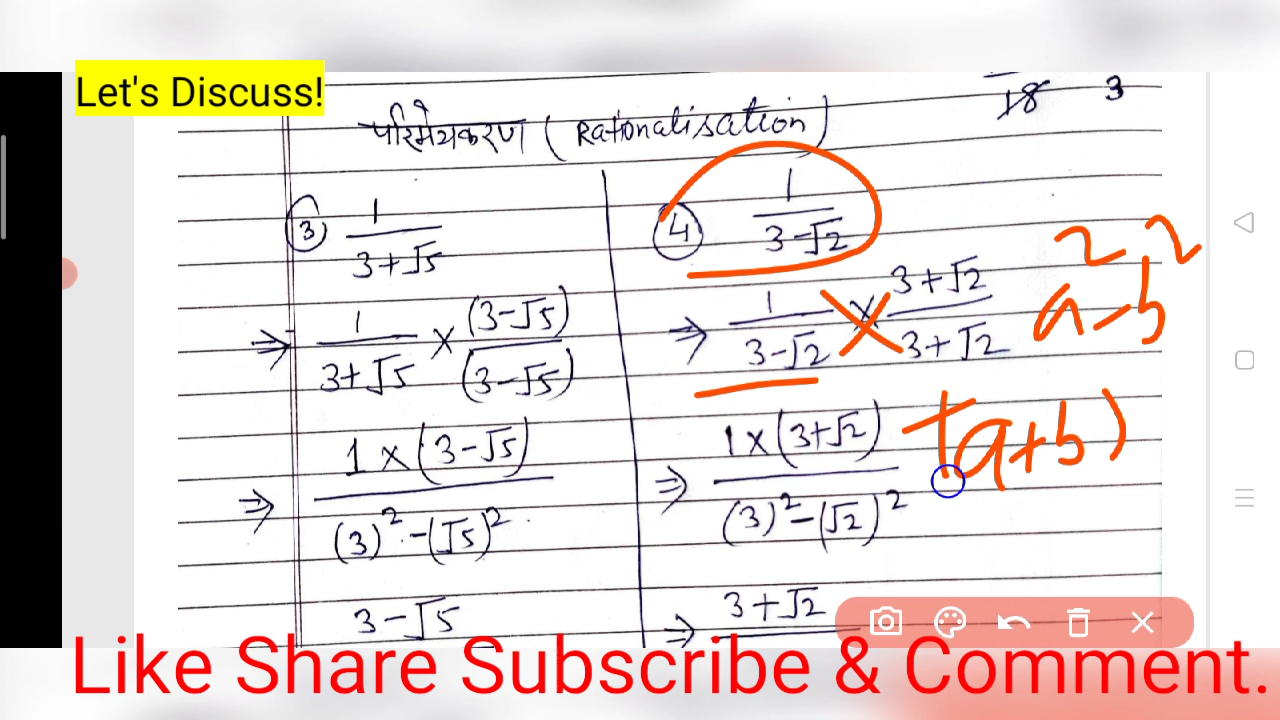 Let's Discuss!
18 3
परिमेयकरण ( Rationalisation )
③ 1/(3+√5)
⇒ 1/(3+√5) × (3-√5)/(3-√5)
⇒ 1×(3-√5)/(3)²-(√5)²
3-√5
④ 1/(3-√2)
⇒ 1/(3-√2) × 3+√2/3+√2
a²-b²
⇒ 1×(3+√2)/(3)²-(√2)²
(a+b)
⇒ 3+√2
Like Share Subscribe & Comment.